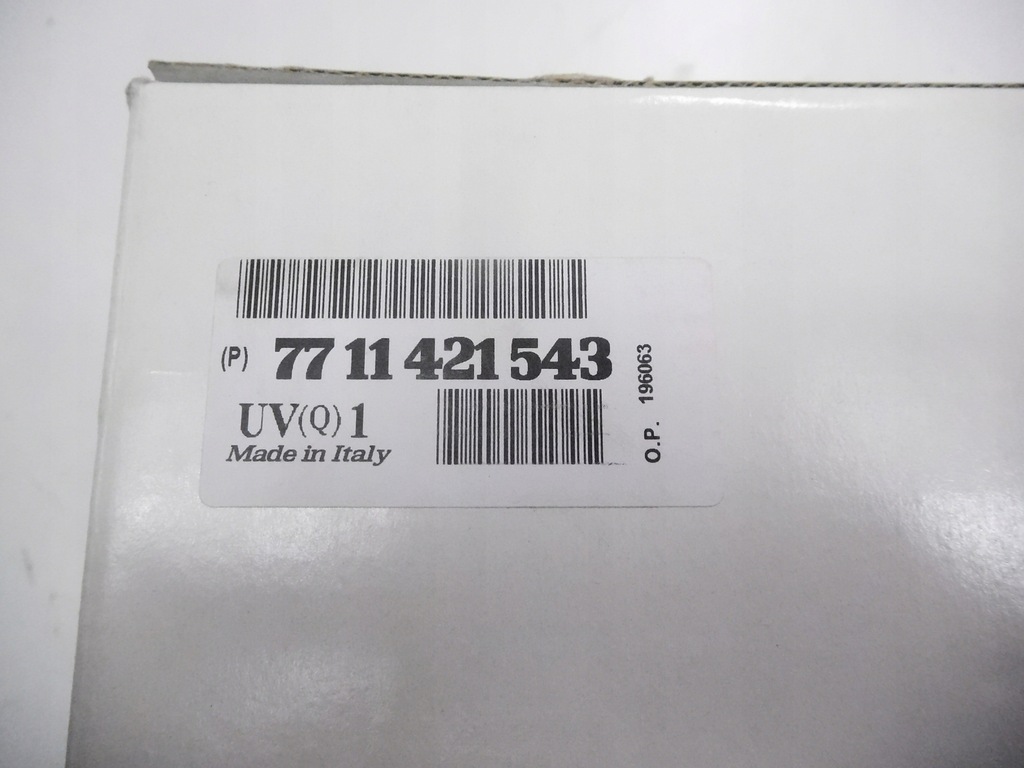 (P) 77 11 421 543
UV(Q) 1
Made in Italy
O.P. 196063